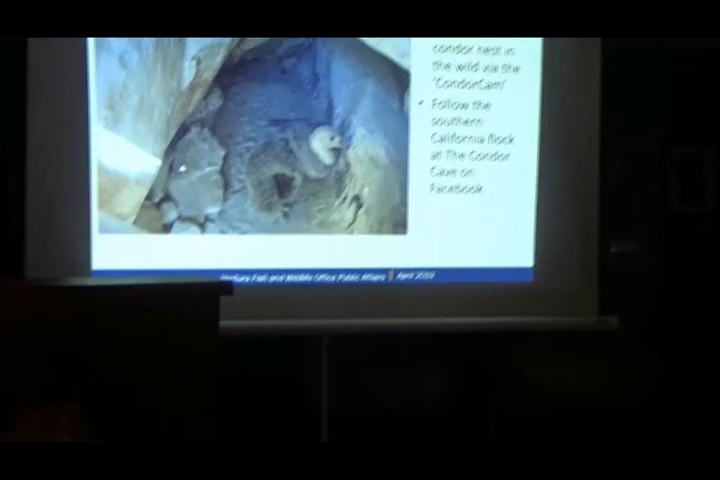 condor nest in
the wild via the
'CondorCam'
✓ Follow the
southern
California flock
at The Condor
Cave on
Facebook
Ventura Fish and Wildlife Office Public Affairs | April 2019